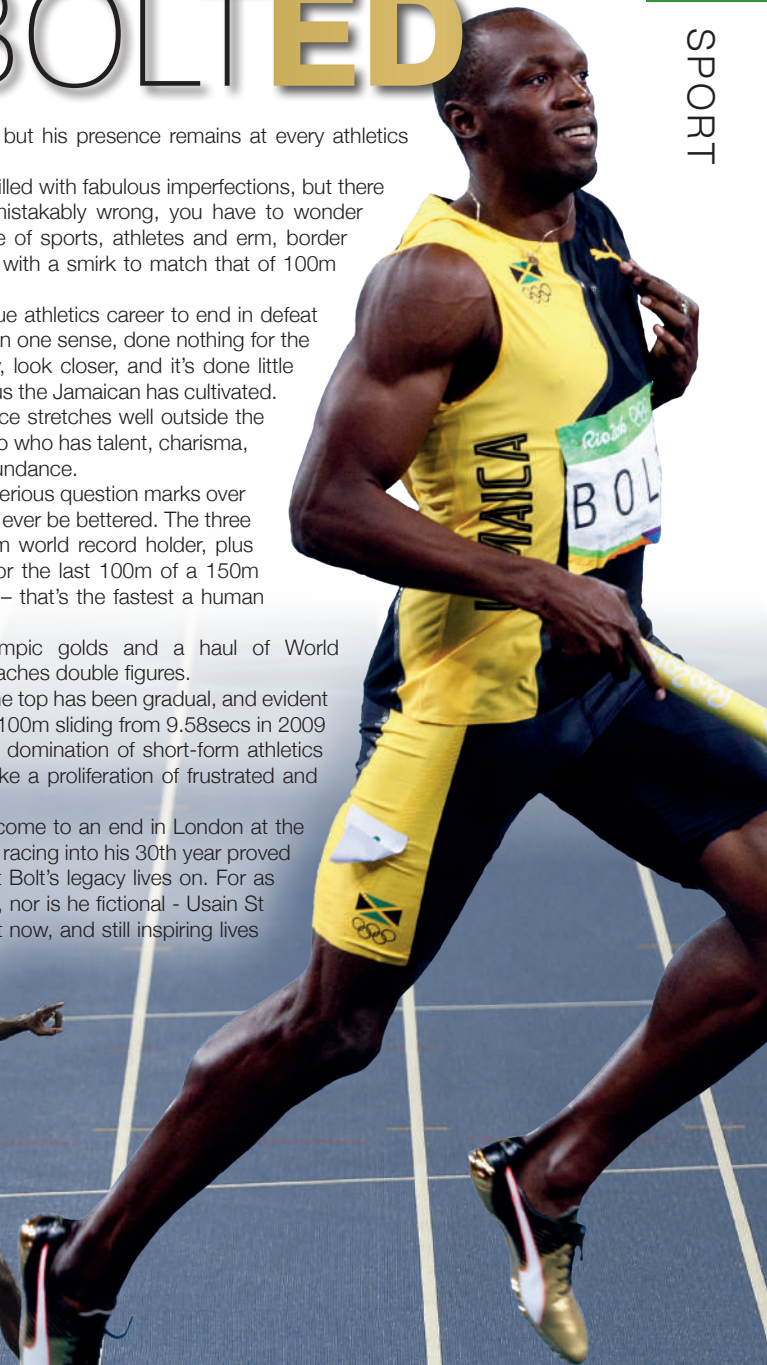 BOLTED
SPORT
but his presence remains at every athletics
illed with fabulous imperfections, but there
nistakably wrong, you have to wonder
e of sports, athletes and erm, border
with a smirk to match that of 100m
ue athletics career to end in defeat
n one sense, done nothing for the
, look closer, and it's done little
us the Jamaican has cultivated.
ce stretches well outside the
o who has talent, charisma,
undance.
erious question marks over
ever be bettered. The three
m world record holder, plus
or the last 100m of a 150m
– that's the fastest a human
mpic golds and a haul of World
aches double figures.
ne top has been gradual, and evident
100m sliding from 9.58secs in 2009
domination of short-form athletics
ke a proliferation of frustrated and
come to an end in London at the
racing into his 30th year proved
t Bolt's legacy lives on. For as
, nor is he fictional - Usain St
t now, and still inspiring lives
Rio2016
BOL
MAICA
Rio2016